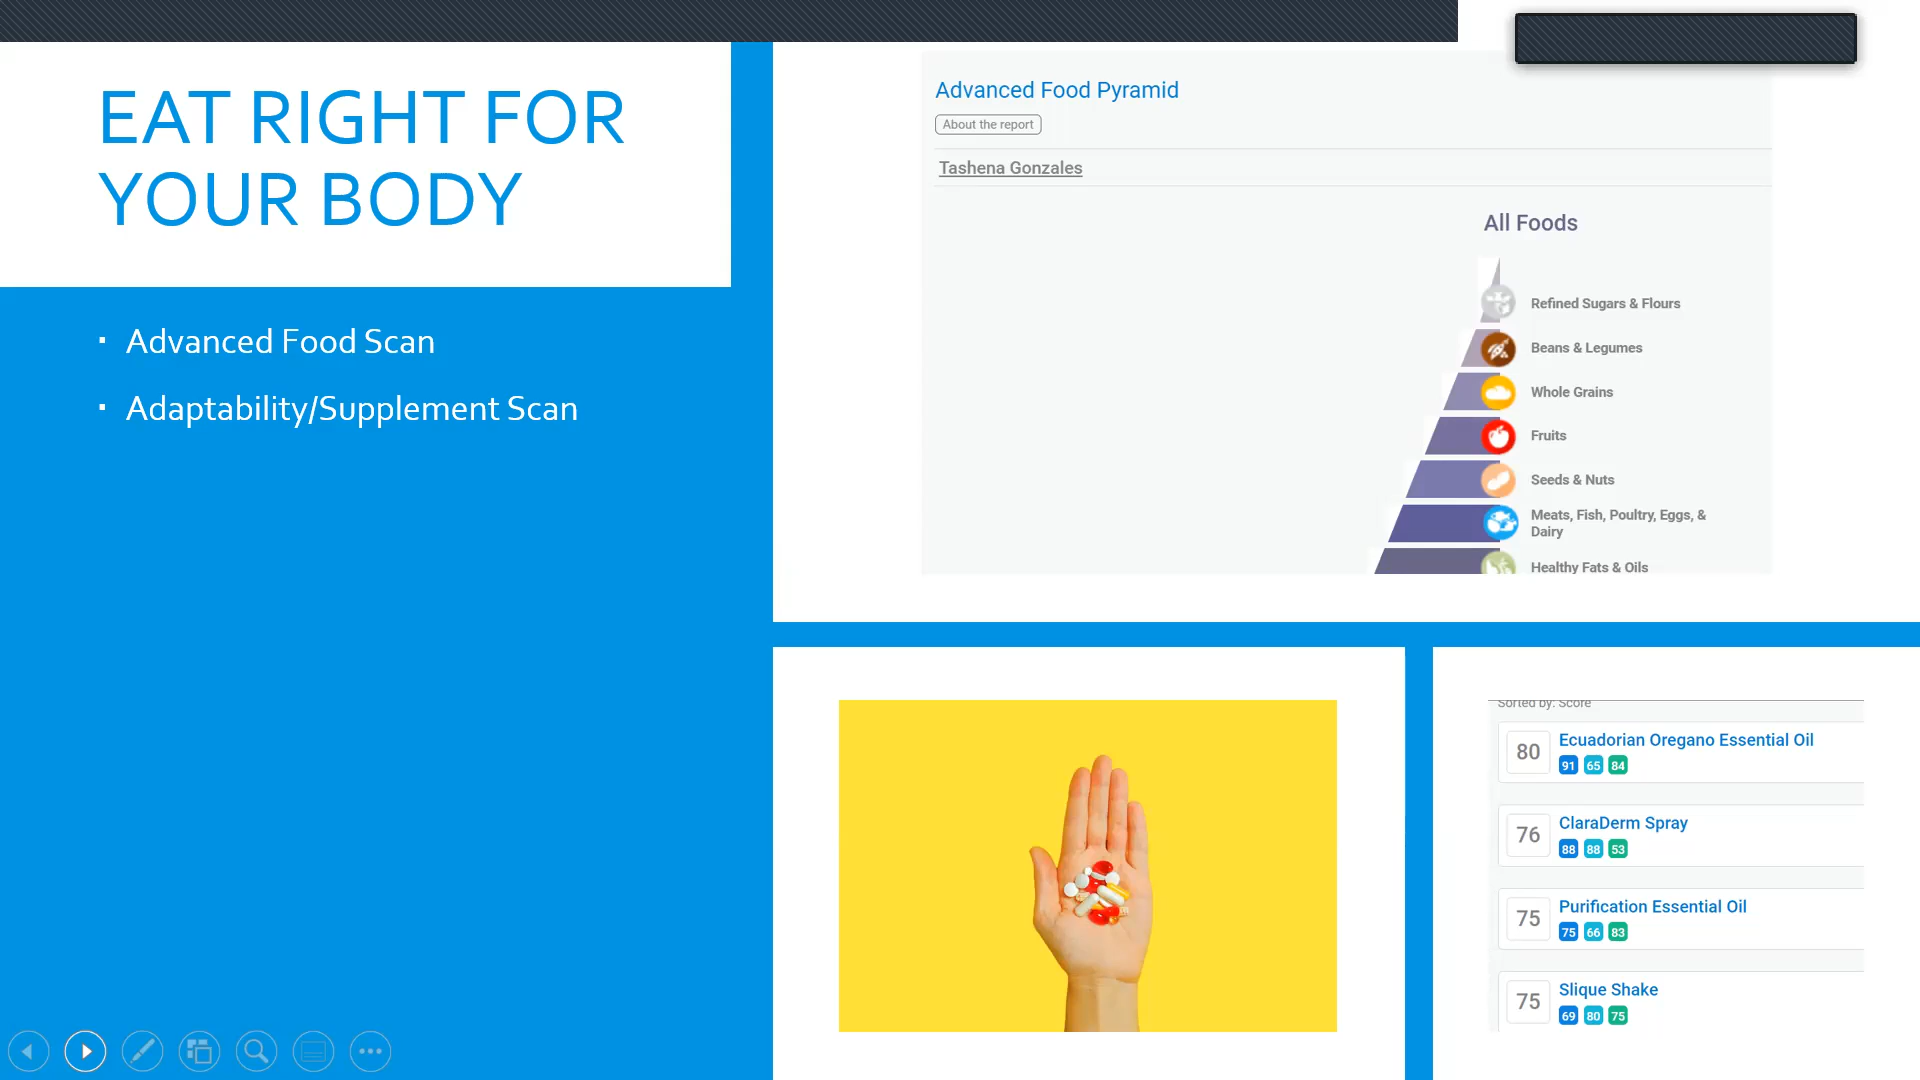 EAT RIGHT FOR
YOUR BODY
▪ Advanced Food Scan
▪ Adaptability/Supplement Scan
Advanced Food Pyramid
About the report
Tashena Gonzales
All Foods
Refined Sugars & Flours
Beans & Legumes
Whole Grains
Fruits
Seeds & Nuts
Meats, Fish, Poultry, Eggs, &
Dairy
Healthy Fats & Oils
Sorted by: Score
80 Ecuadorian Oregano Essential Oil
91 65 84
76 ClaraDerm Spray
88 88 53
75 Purification Essential Oil
75 66 83
75 Slique Shake
69 80 75